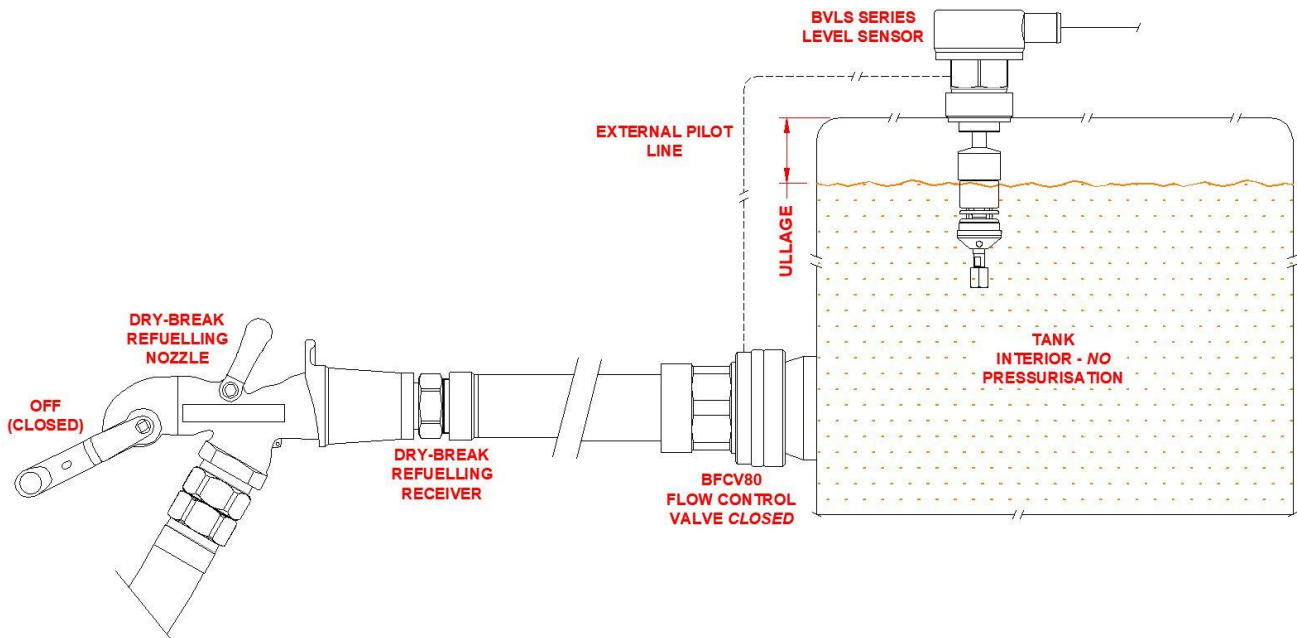 BVLS SERIES
LEVEL SENSOR
EXTERNAL PILOT
LINE
ULLAGE
DRY-BREAK
REFUELLING
NOZZLE
OFF
(CLOSED)
DRY-BREAK
REFUELLING
RECEIVER
BFCV80
FLOW CONTROL
VALVE CLOSED
TANK
INTERIOR - NO
PRESSURISATION